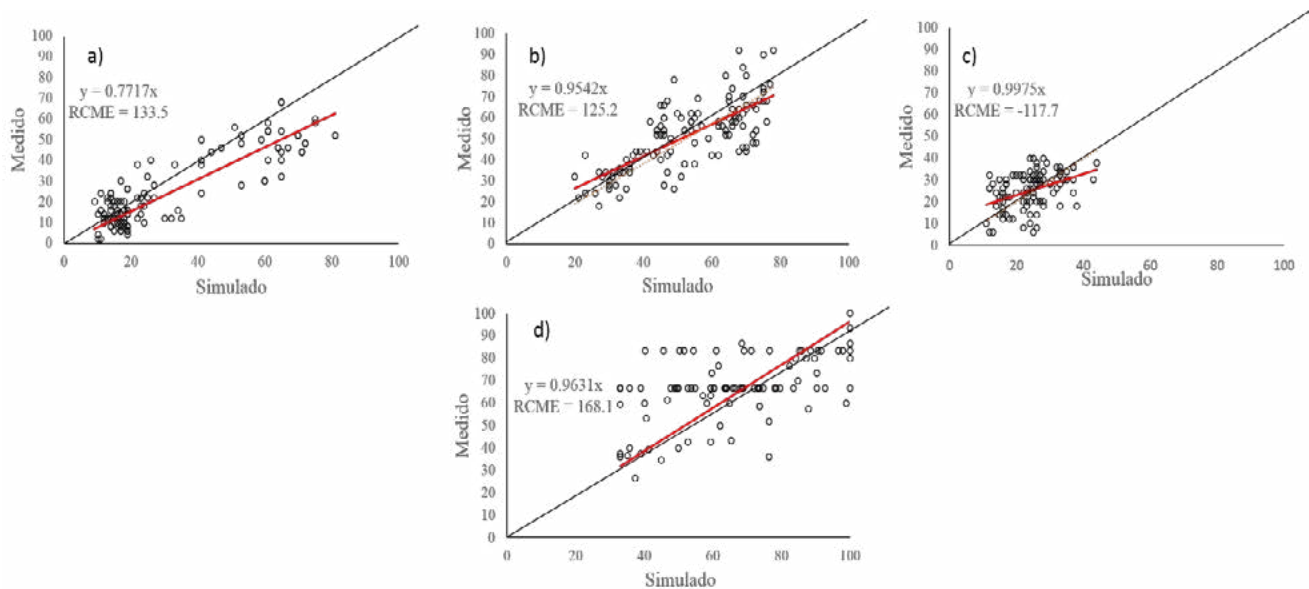 a)
y = 0.7717x
RCME = 133.5
Medido
100
90
80
70
60
50
40
30
20
10
0
0 20 40 60 80 100
Simulado
b)
y = 0.9542x
RCME = 125.2
Medido
100
90
80
70
60
50
40
30
20
10
0
0 20 40 60 80 100
Simulado
c)
y = 0.9975x
RCME = -117.7
Medido
100
90
80
70
60
50
40
30
20
10
0
0 20 40 60 80 100
Simulado
d)
y = 0.9631x
RCME = 168.1
Medido
100
90
80
70
60
50
40
30
20
10
0
0 20 40 60 80 100
Simulado